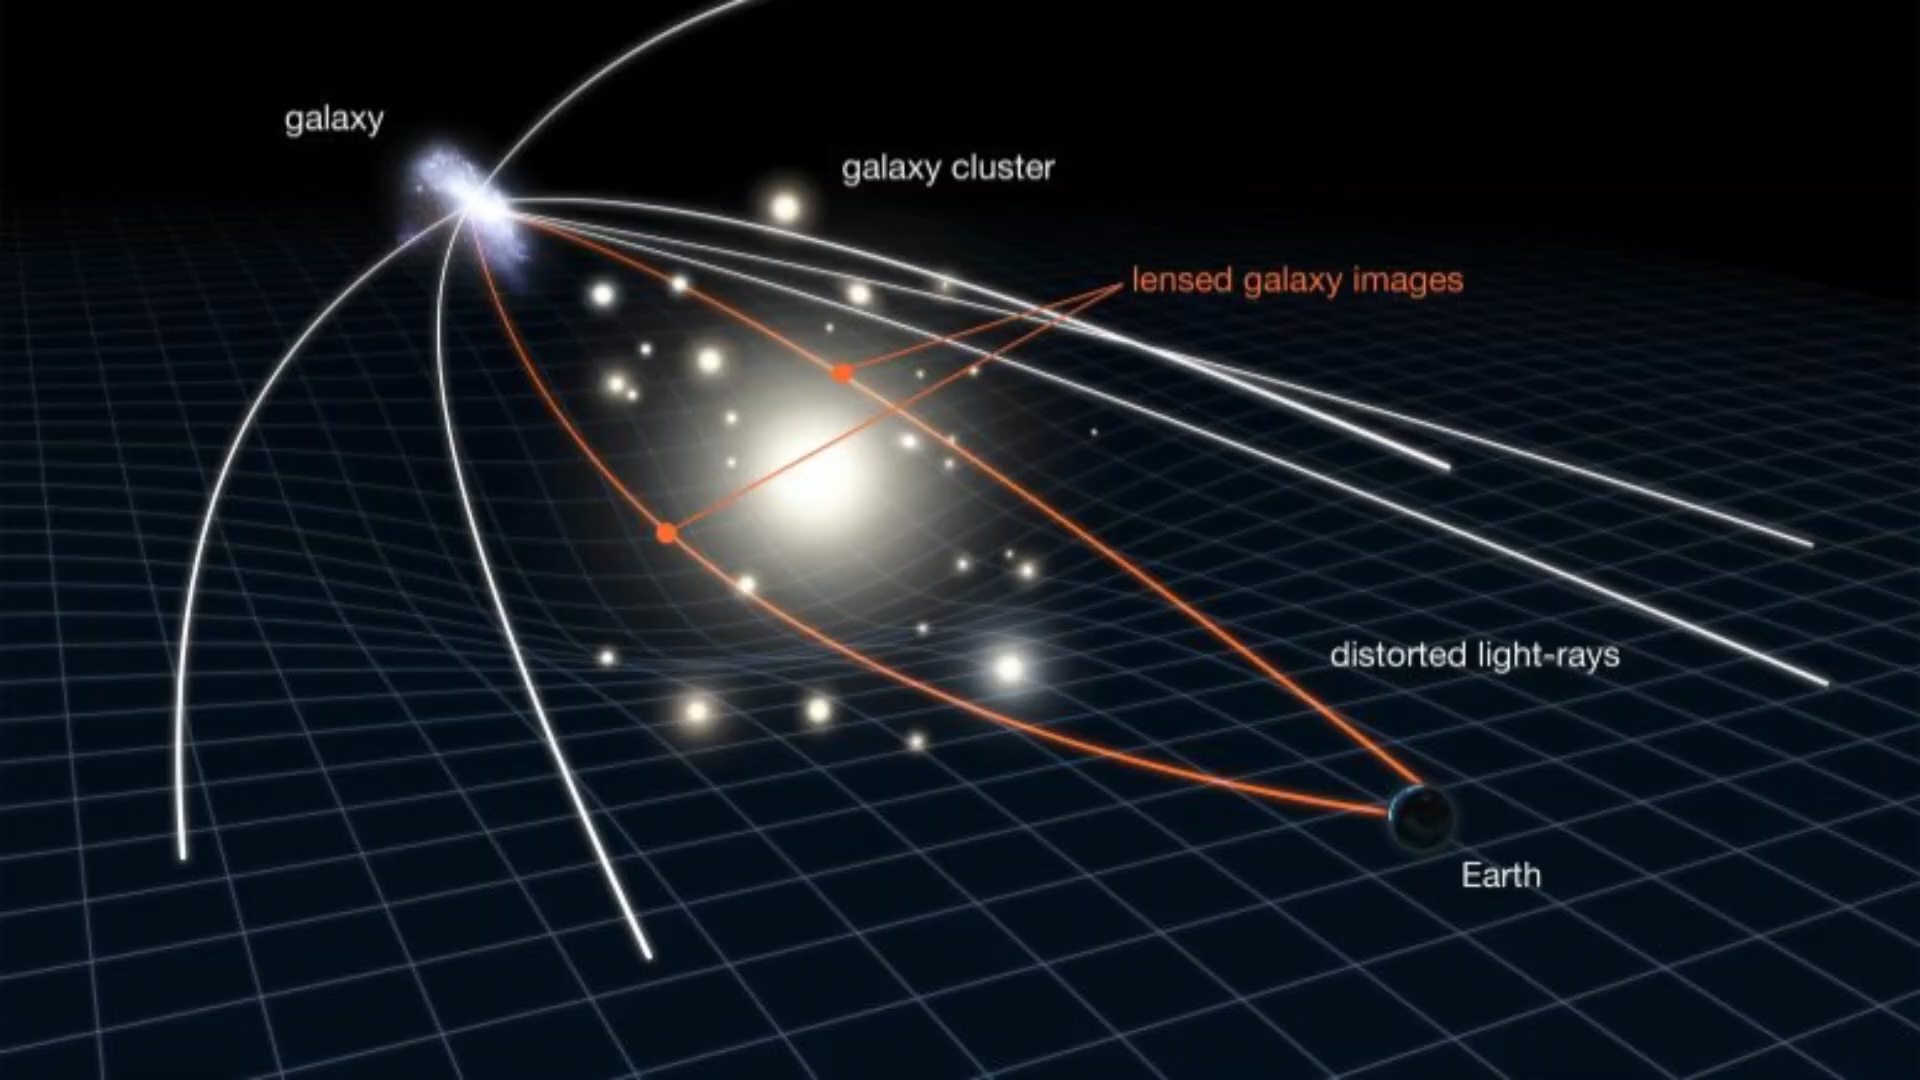 galaxy
galaxy cluster
lensed galaxy images
distorted light-rays
Earth